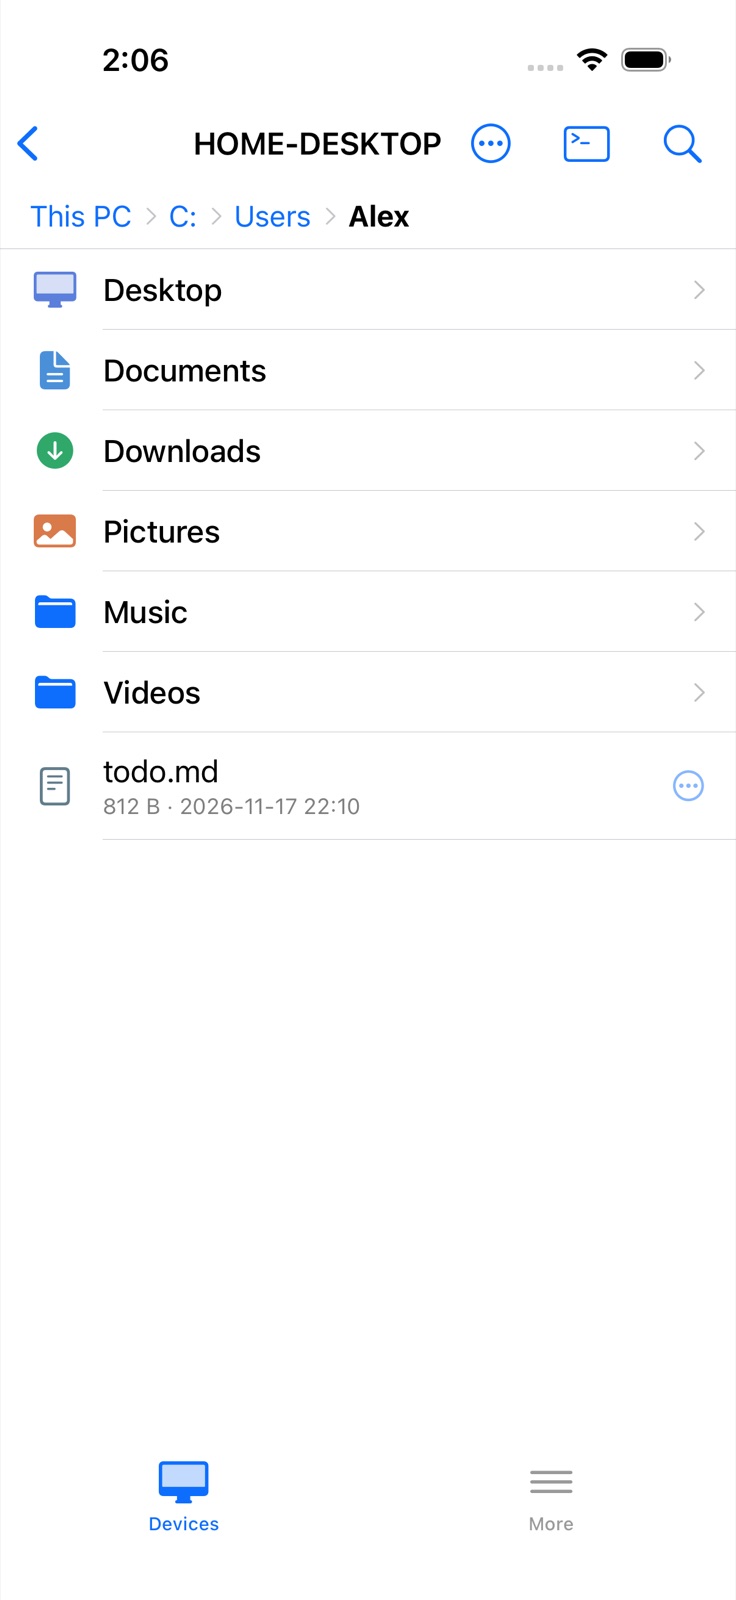 2:06
HOME-DESKTOP
This PC > C: > Users > Alex
Desktop
Documents
Downloads
Pictures
Music
Videos
todo.md
812 B · 2026-11-17 22:10
Devices
More